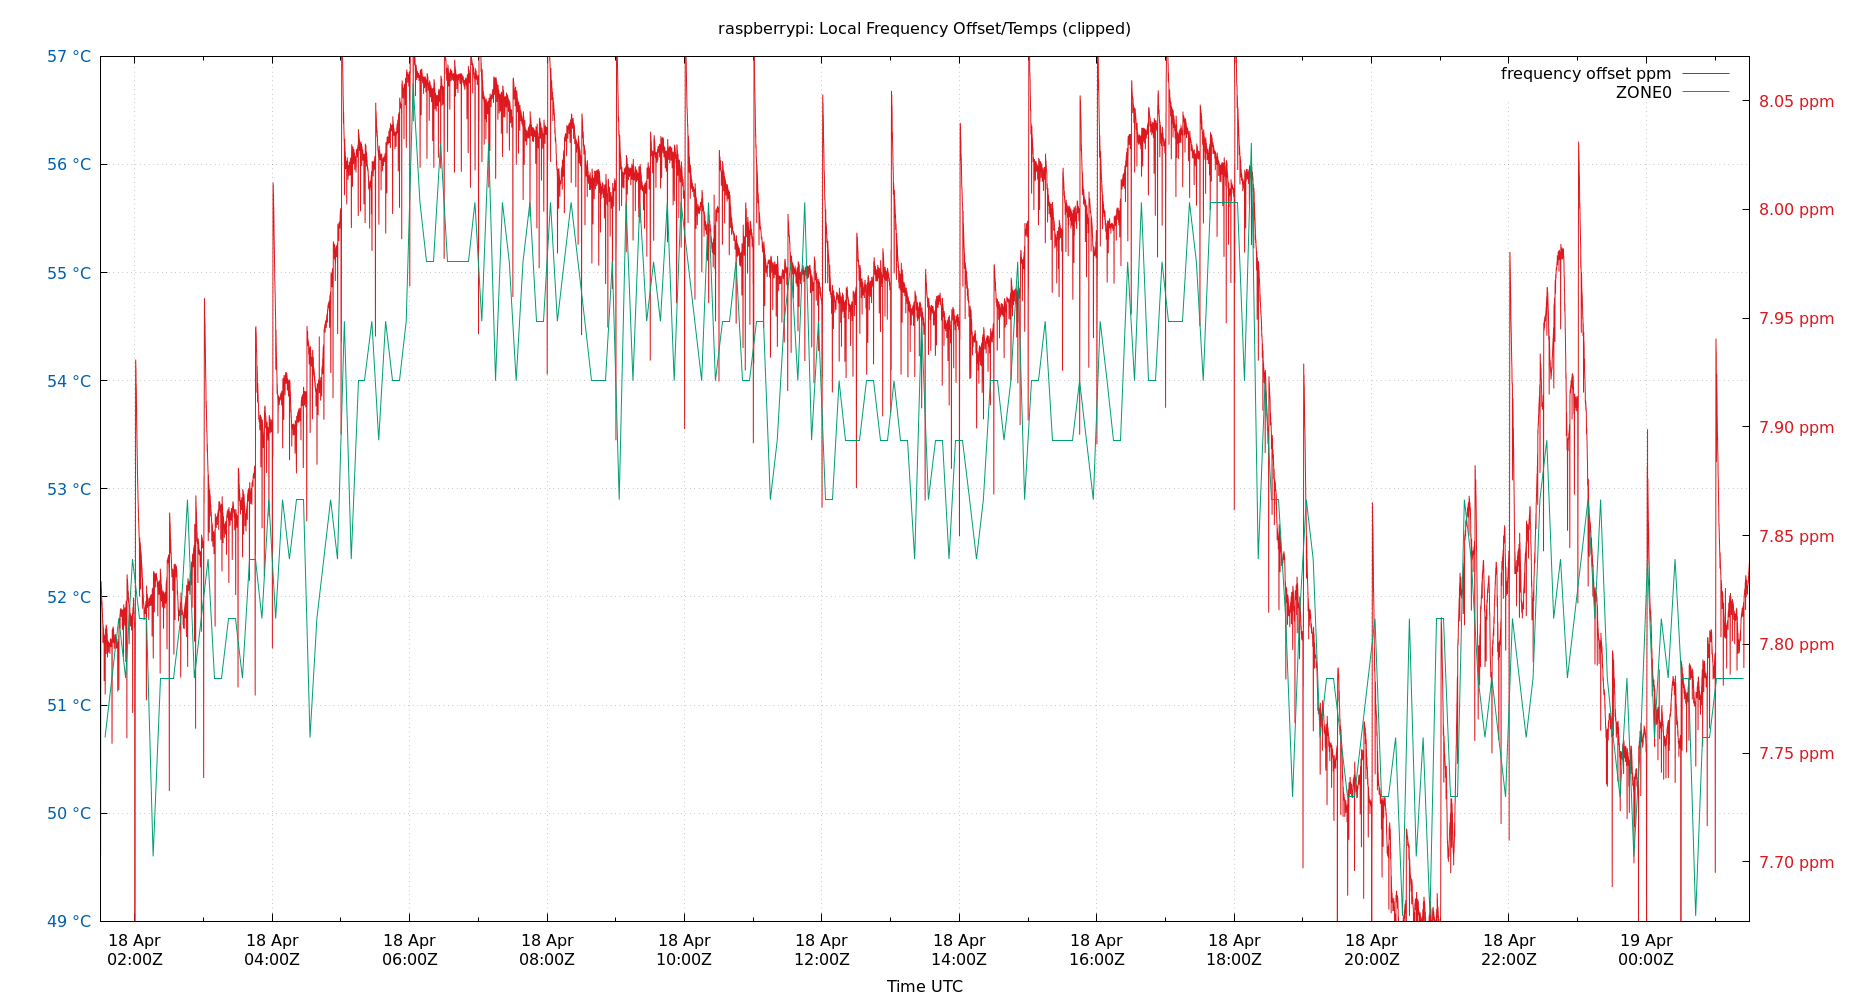 raspberrypi: Local Frequency Offset/Temps (clipped)
57 °C
56 °C
55 °C
54 °C
53 °C
52 °C
51 °C
50 °C
49 °C
frequency offset ppm
ZONE0
8.05 ppm
8.00 ppm
7.95 ppm
7.90 ppm
7.85 ppm
7.80 ppm
7.75 ppm
7.70 ppm
18 Apr 18 Apr 18 Apr 18 Apr 18 Apr 18 Apr 18 Apr 18 Apr 18 Apr 18 Apr 18 Apr 19 Apr
02:00Z 04:00Z 06:00Z 08:00Z 10:00Z 12:00Z 14:00Z 16:00Z 18:00Z 20:00Z 22:00Z 00:00Z
Time UTC